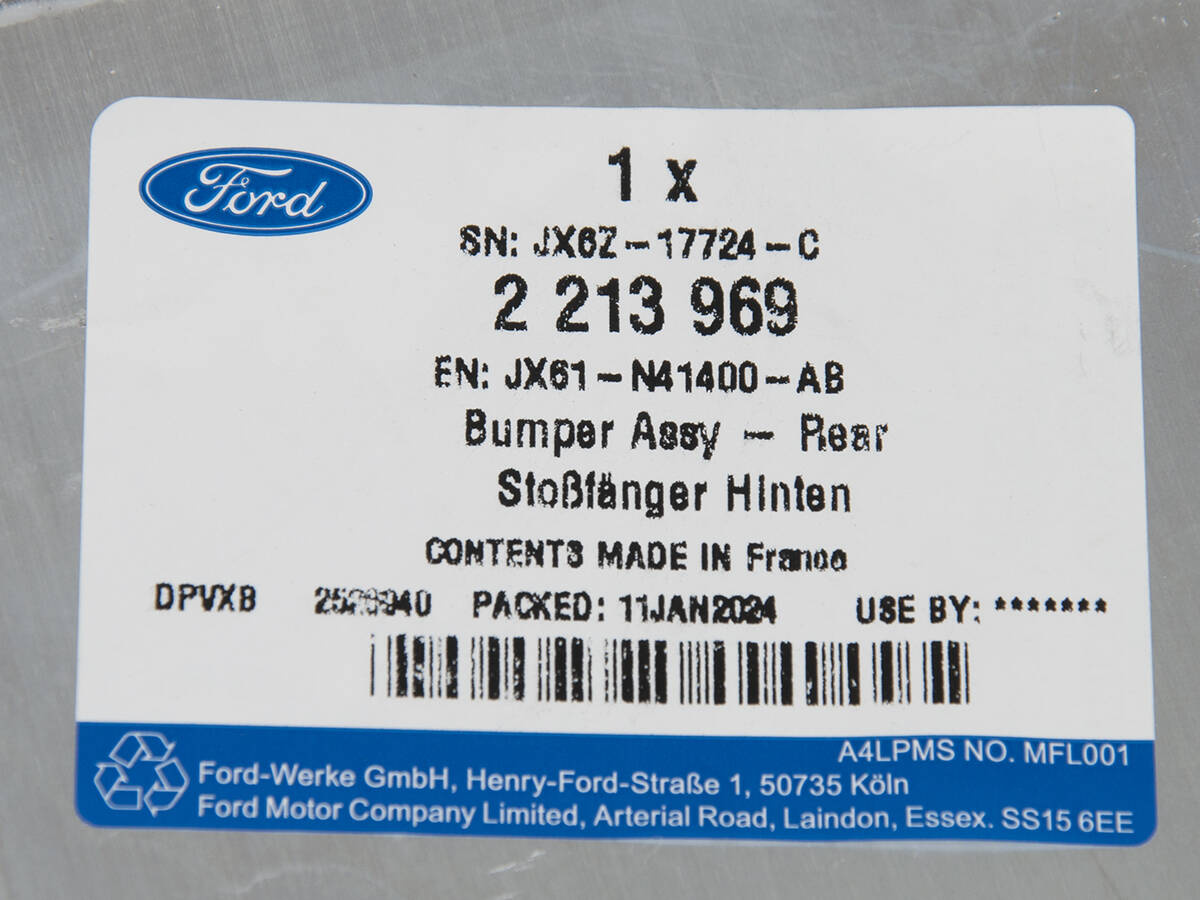 Ford
1 x
SN: JX6Z-17724-C
2 213 969
EN: JX61-N41400-AB
Bumper Assy - Rear
Stoßfänger Hinten
CONTENTS MADE IN France
DPVXB PACKED: 11JAN2024 USE BY: *******
A4LPMS NO. MFL001
Ford-Werke GmbH, Henry-Ford-Straße 1, 50735 Köln
Ford Motor Company Limited, Arterial Road, Laindon, Essex. SS15 6EE